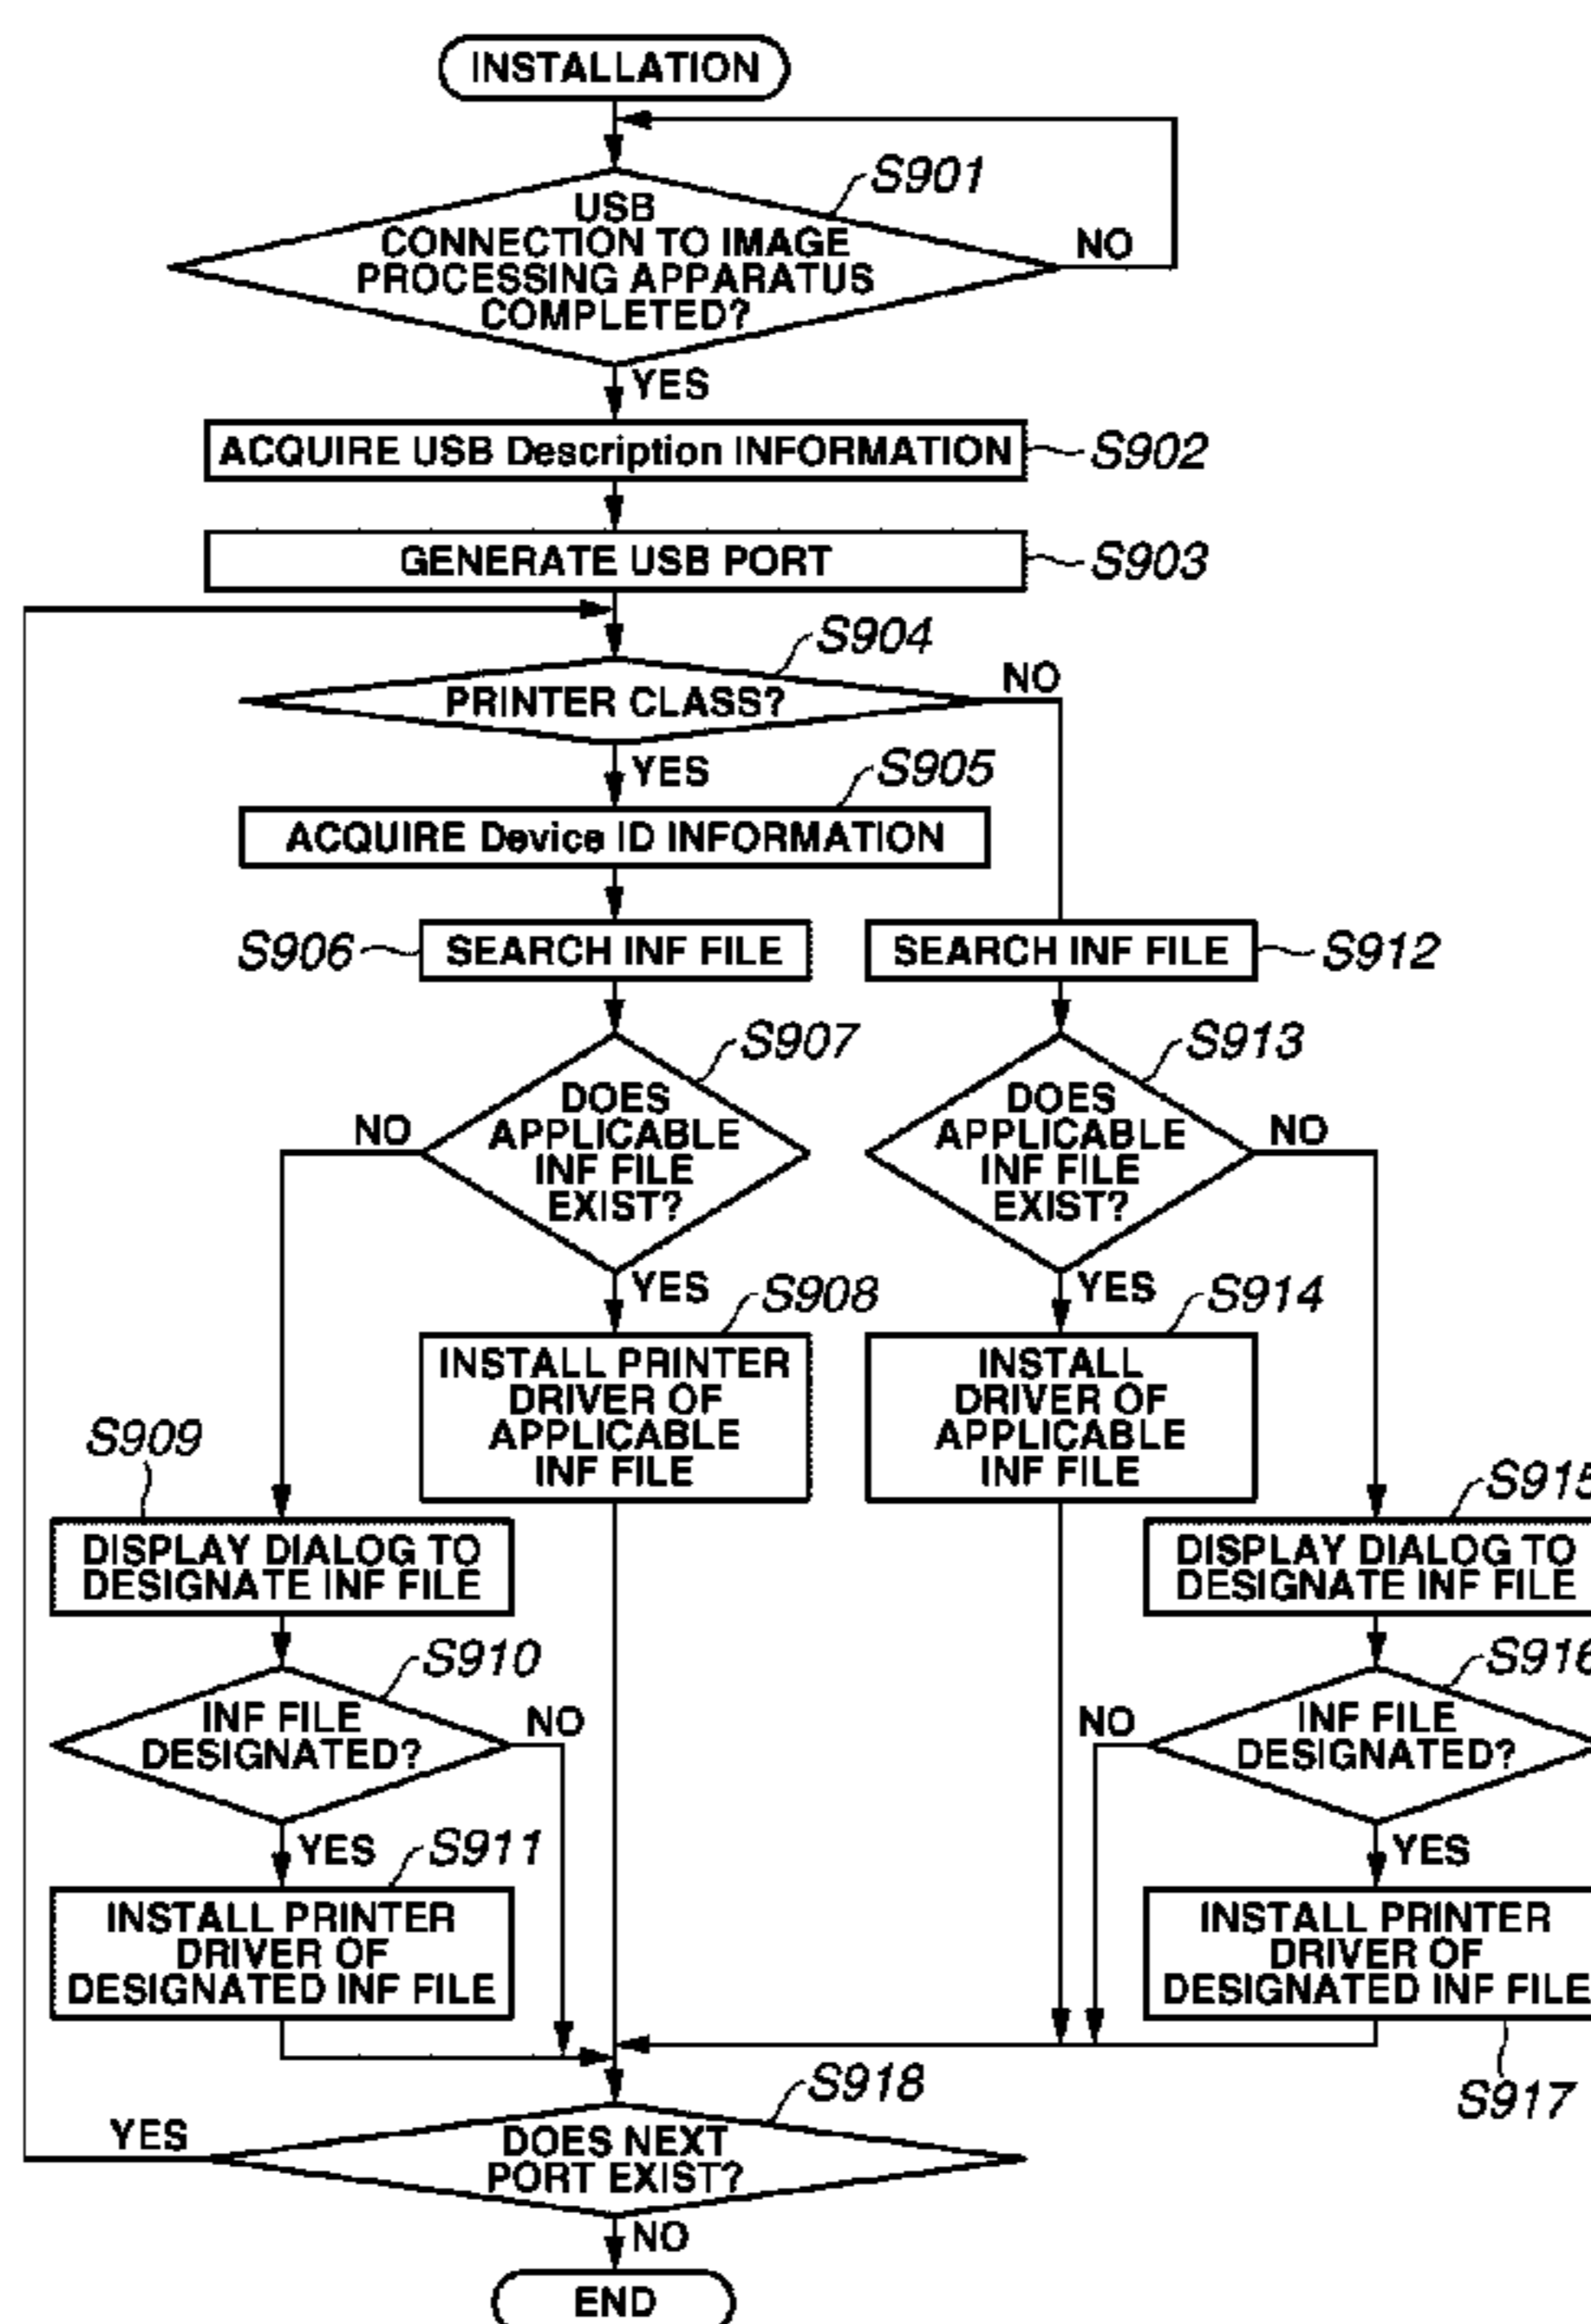 INSTALLATION
S901
USB
CONNECTION TO IMAGE
PROCESSING APPARATUS
COMPLETED?
NO
YES
ACQUIRE USB Description INFORMATION
S902
GENERATE USB PORT
S903
S904
PRINTER CLASS?
NO
YES
S905
ACQUIRE Device ID INFORMATION
S906
SEARCH INF FILE
SEARCH INF FILE
S912
S907
DOES
APPLICABLE
INF FILE
EXIST?
NO
YES
S913
DOES
APPLICABLE
INF FILE
EXIST?
NO
YES
S908
INSTALL PRINTER
DRIVER OF
APPLICABLE
INF FILE
S914
INSTALL
DRIVER OF
APPLICABLE
INF FILE
S909
DISPLAY DIALOG TO
DESIGNATE INF FILE
S915
DISPLAY DIALOG TO
DESIGNATE INF FILE
S910
INF FILE
DESIGNATED?
NO
YES
S916
INF FILE
DESIGNATED?
NO
YES
S911
INSTALL PRINTER
DRIVER OF
DESIGNATED INF FILE
INSTALL PRINTER
DRIVER OF
DESIGNATED INF FILE
S917
S918
DOES NEXT
PORT EXIST?
YES
NO
END